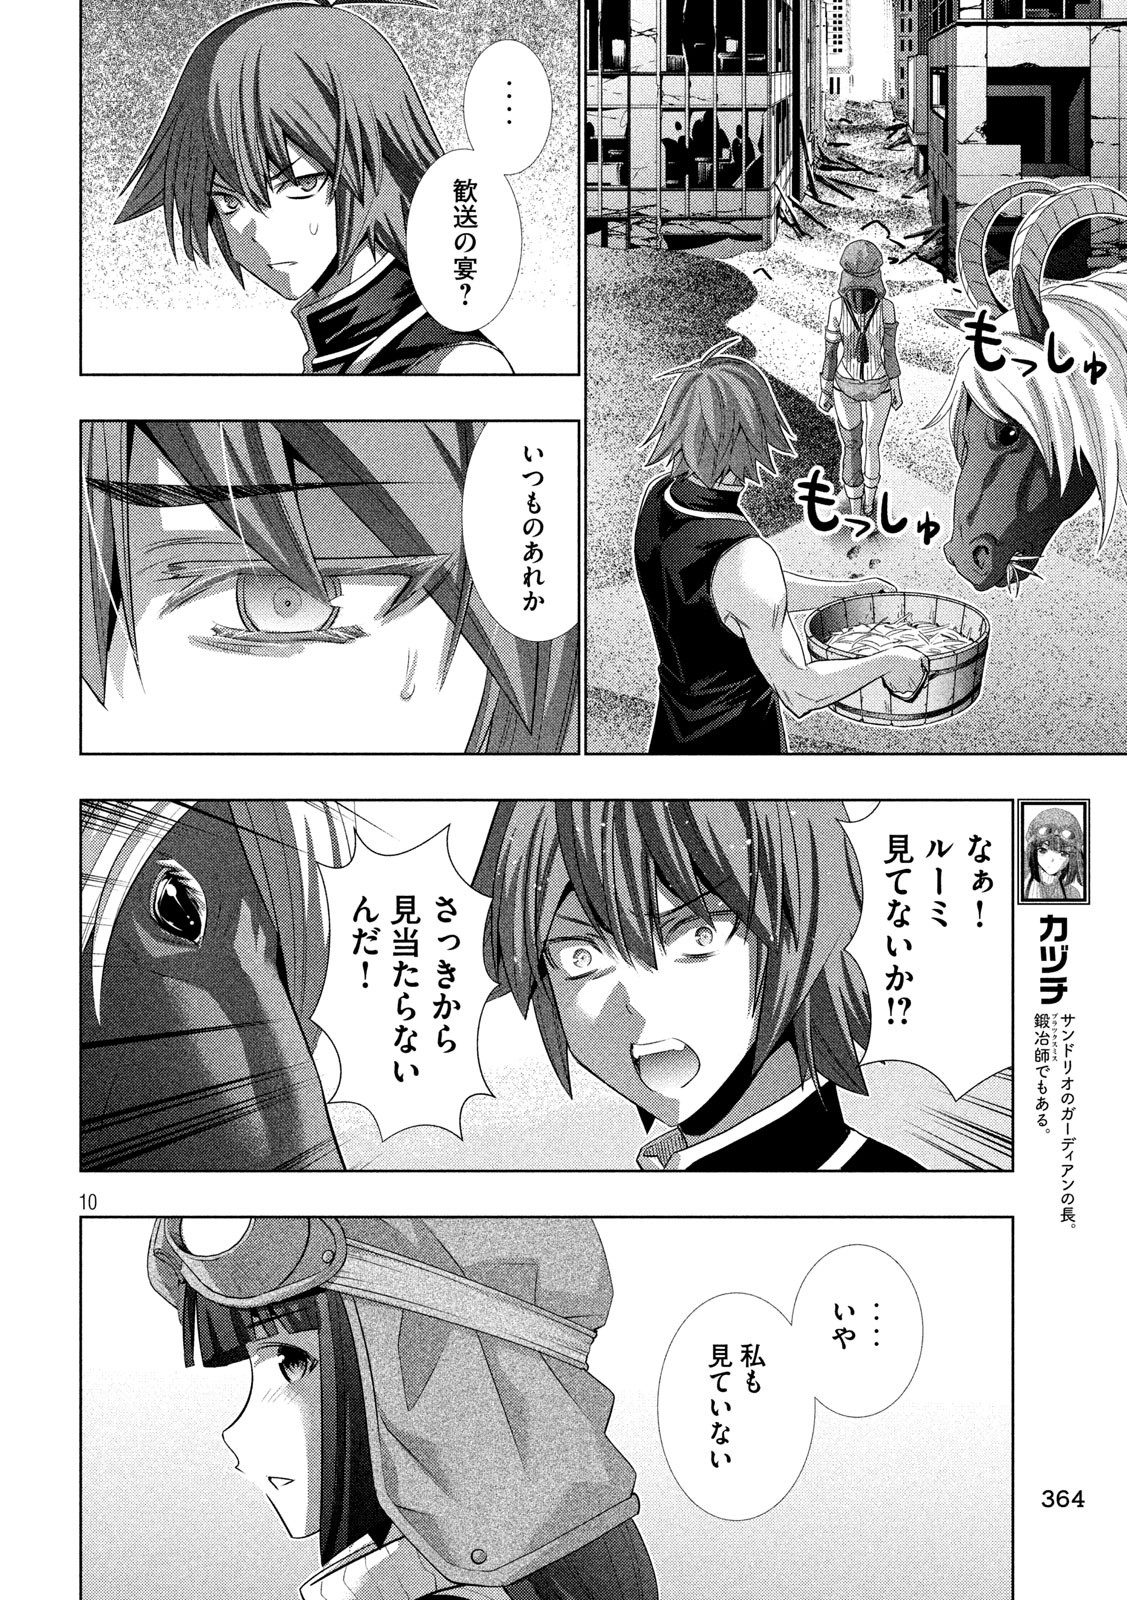 もっしゅ
もっしゅ
‥‥
歓送の宴?
いつものあれか
なぁ!
ルーミ
見てないか!?
さっきから
見当たらない
んだ!
カヅチ
サンドリオのガーディアンの長。
鍛冶師でもある。
ブラックスミス
10
‥‥
いや
私も
見ていない
364